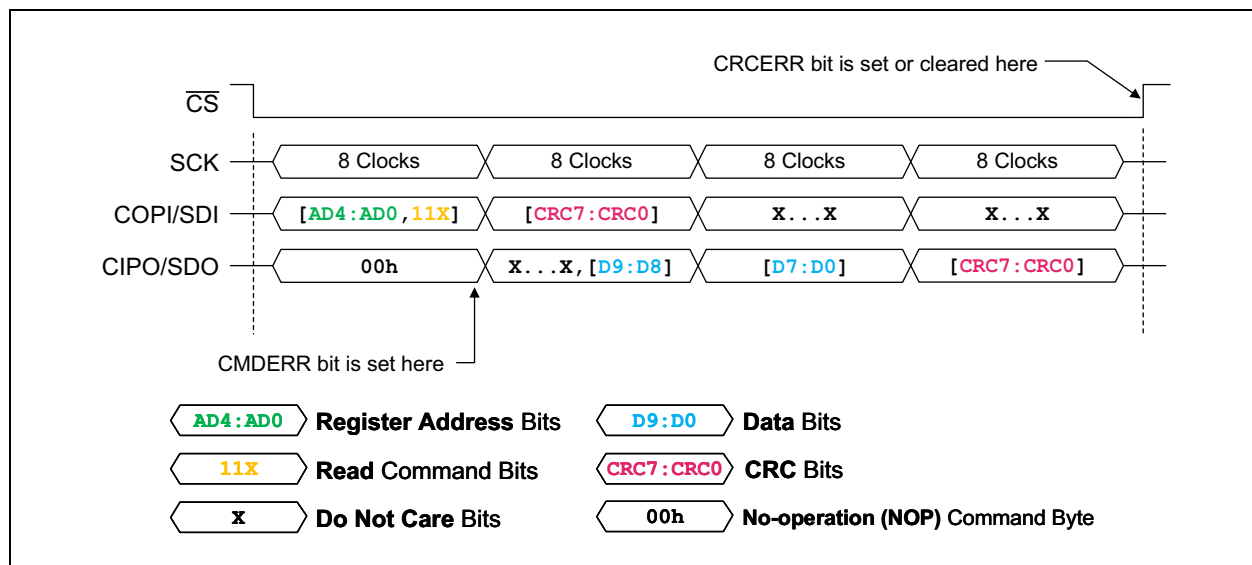 CRCERR bit is set or cleared here
CS
SCK 8 Clocks 8 Clocks 8 Clocks 8 Clocks
COPI/SDI [AD4:AD0,11X] [CRC7:CRC0] X...X X...X
CIPO/SDO 00h X...X,[D9:D8] [D7:D0] [CRC7:CRC0]
CMDERR bit is set here
AD4:AD0 Register Address Bits D9:D0 Data Bits
11X Read Command Bits CRC7:CRC0 CRC Bits
X Do Not Care Bits 00h No-operation (NOP) Command Byte